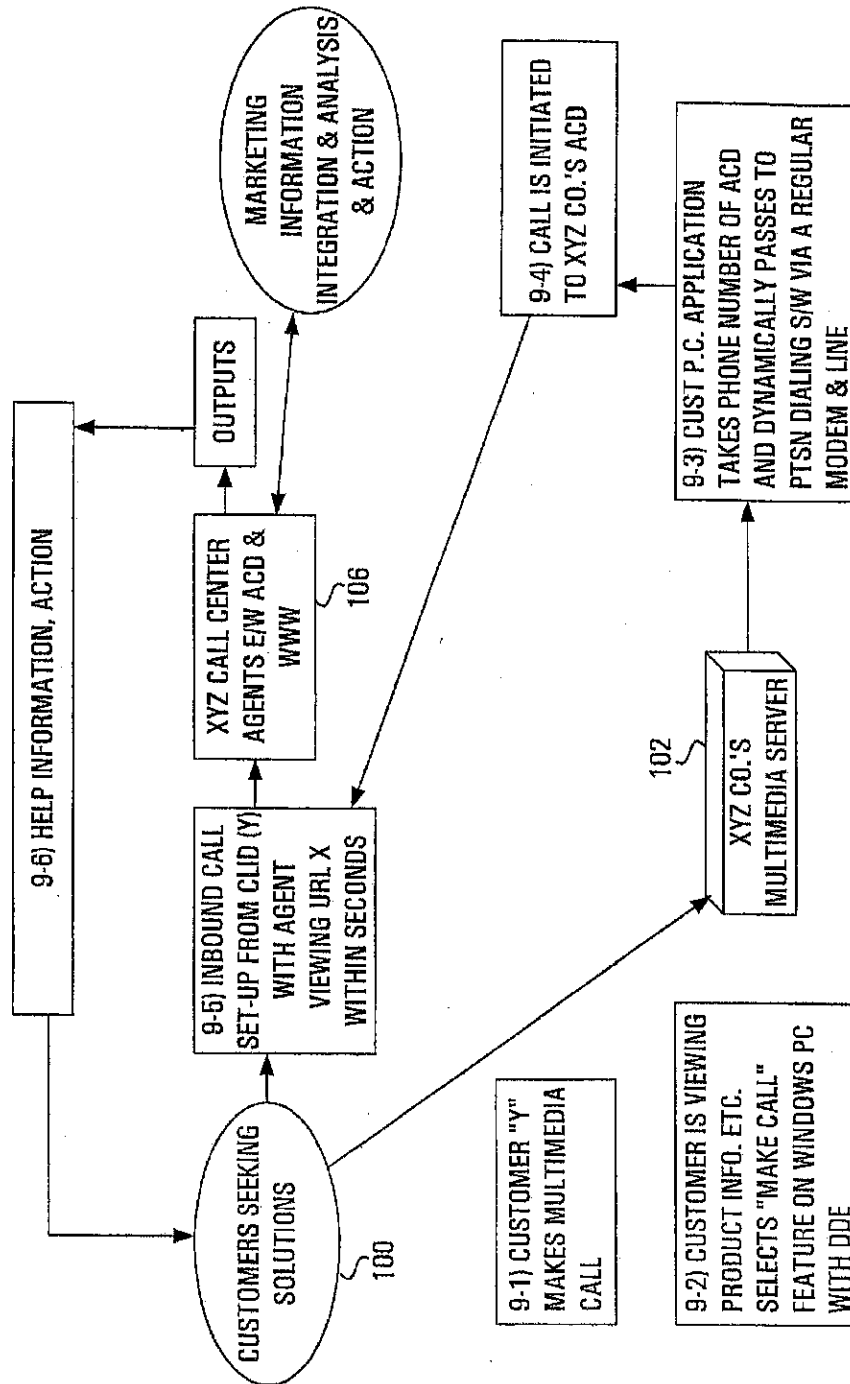 9-6) HELP INFORMATION, ACTION
CUSTOMERS SEEKING
SOLUTIONS
100
9-5) INBOUND CALL
SET-UP FROM CLID (Y)
WITH AGENT
VIEWING URL X
WITHIN SECONDS
XYZ CALL CENTER
AGENTS E/W ACD &
WWW
106
OUTPUTS
MARKETING
INFORMATION
INTEGRATION & ANALYSIS
& ACTION
9-1) CUSTOMER "Y"
MAKES MULTIMEDIA
CALL
9-4) CALL IS INITIATED
TO XYZ CO.'S ACD
9-2) CUSTOMER IS VIEWING
PRODUCT INFO. ETC.
SELECTS "MAKE CALL"
FEATURE ON WINDOWS PC
WITH DDE
102
XYZ CO.'S
MULTIMEDIA SERVER
9-3) CUST P.C. APPLICATION
TAKES PHONE NUMBER OF ACD
AND DYNAMICALLY PASSES TO
PTSN DIALING S/W VIA A REGULAR
MODEM & LINE